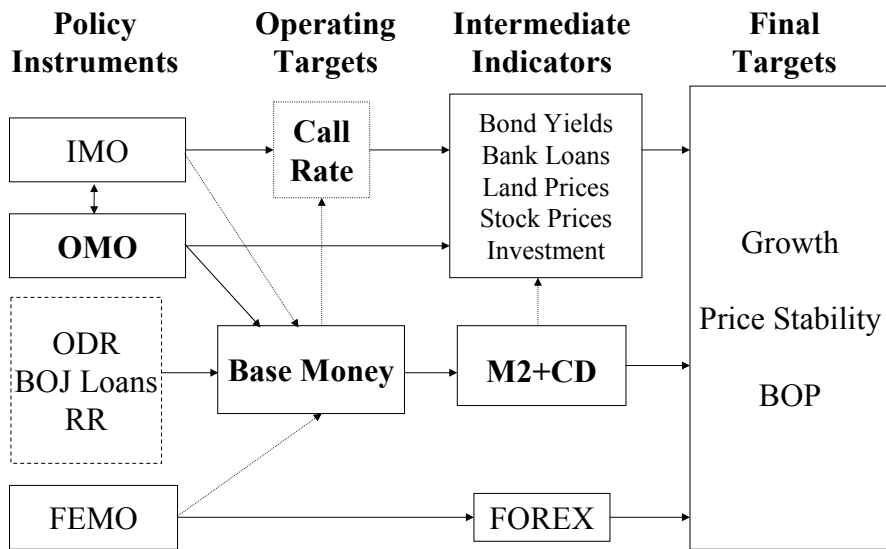 Policy
Instruments
Operating
Targets
Intermediate
Indicators
Final
Targets
IMO
OMO
ODR
BOJ Loans
RR
FEMO
Call
Rate
Base Money
Bond Yields
Bank Loans
Land Prices
Stock Prices
Investment
M2+CD
FOREX
Growth
Price Stability
BOP